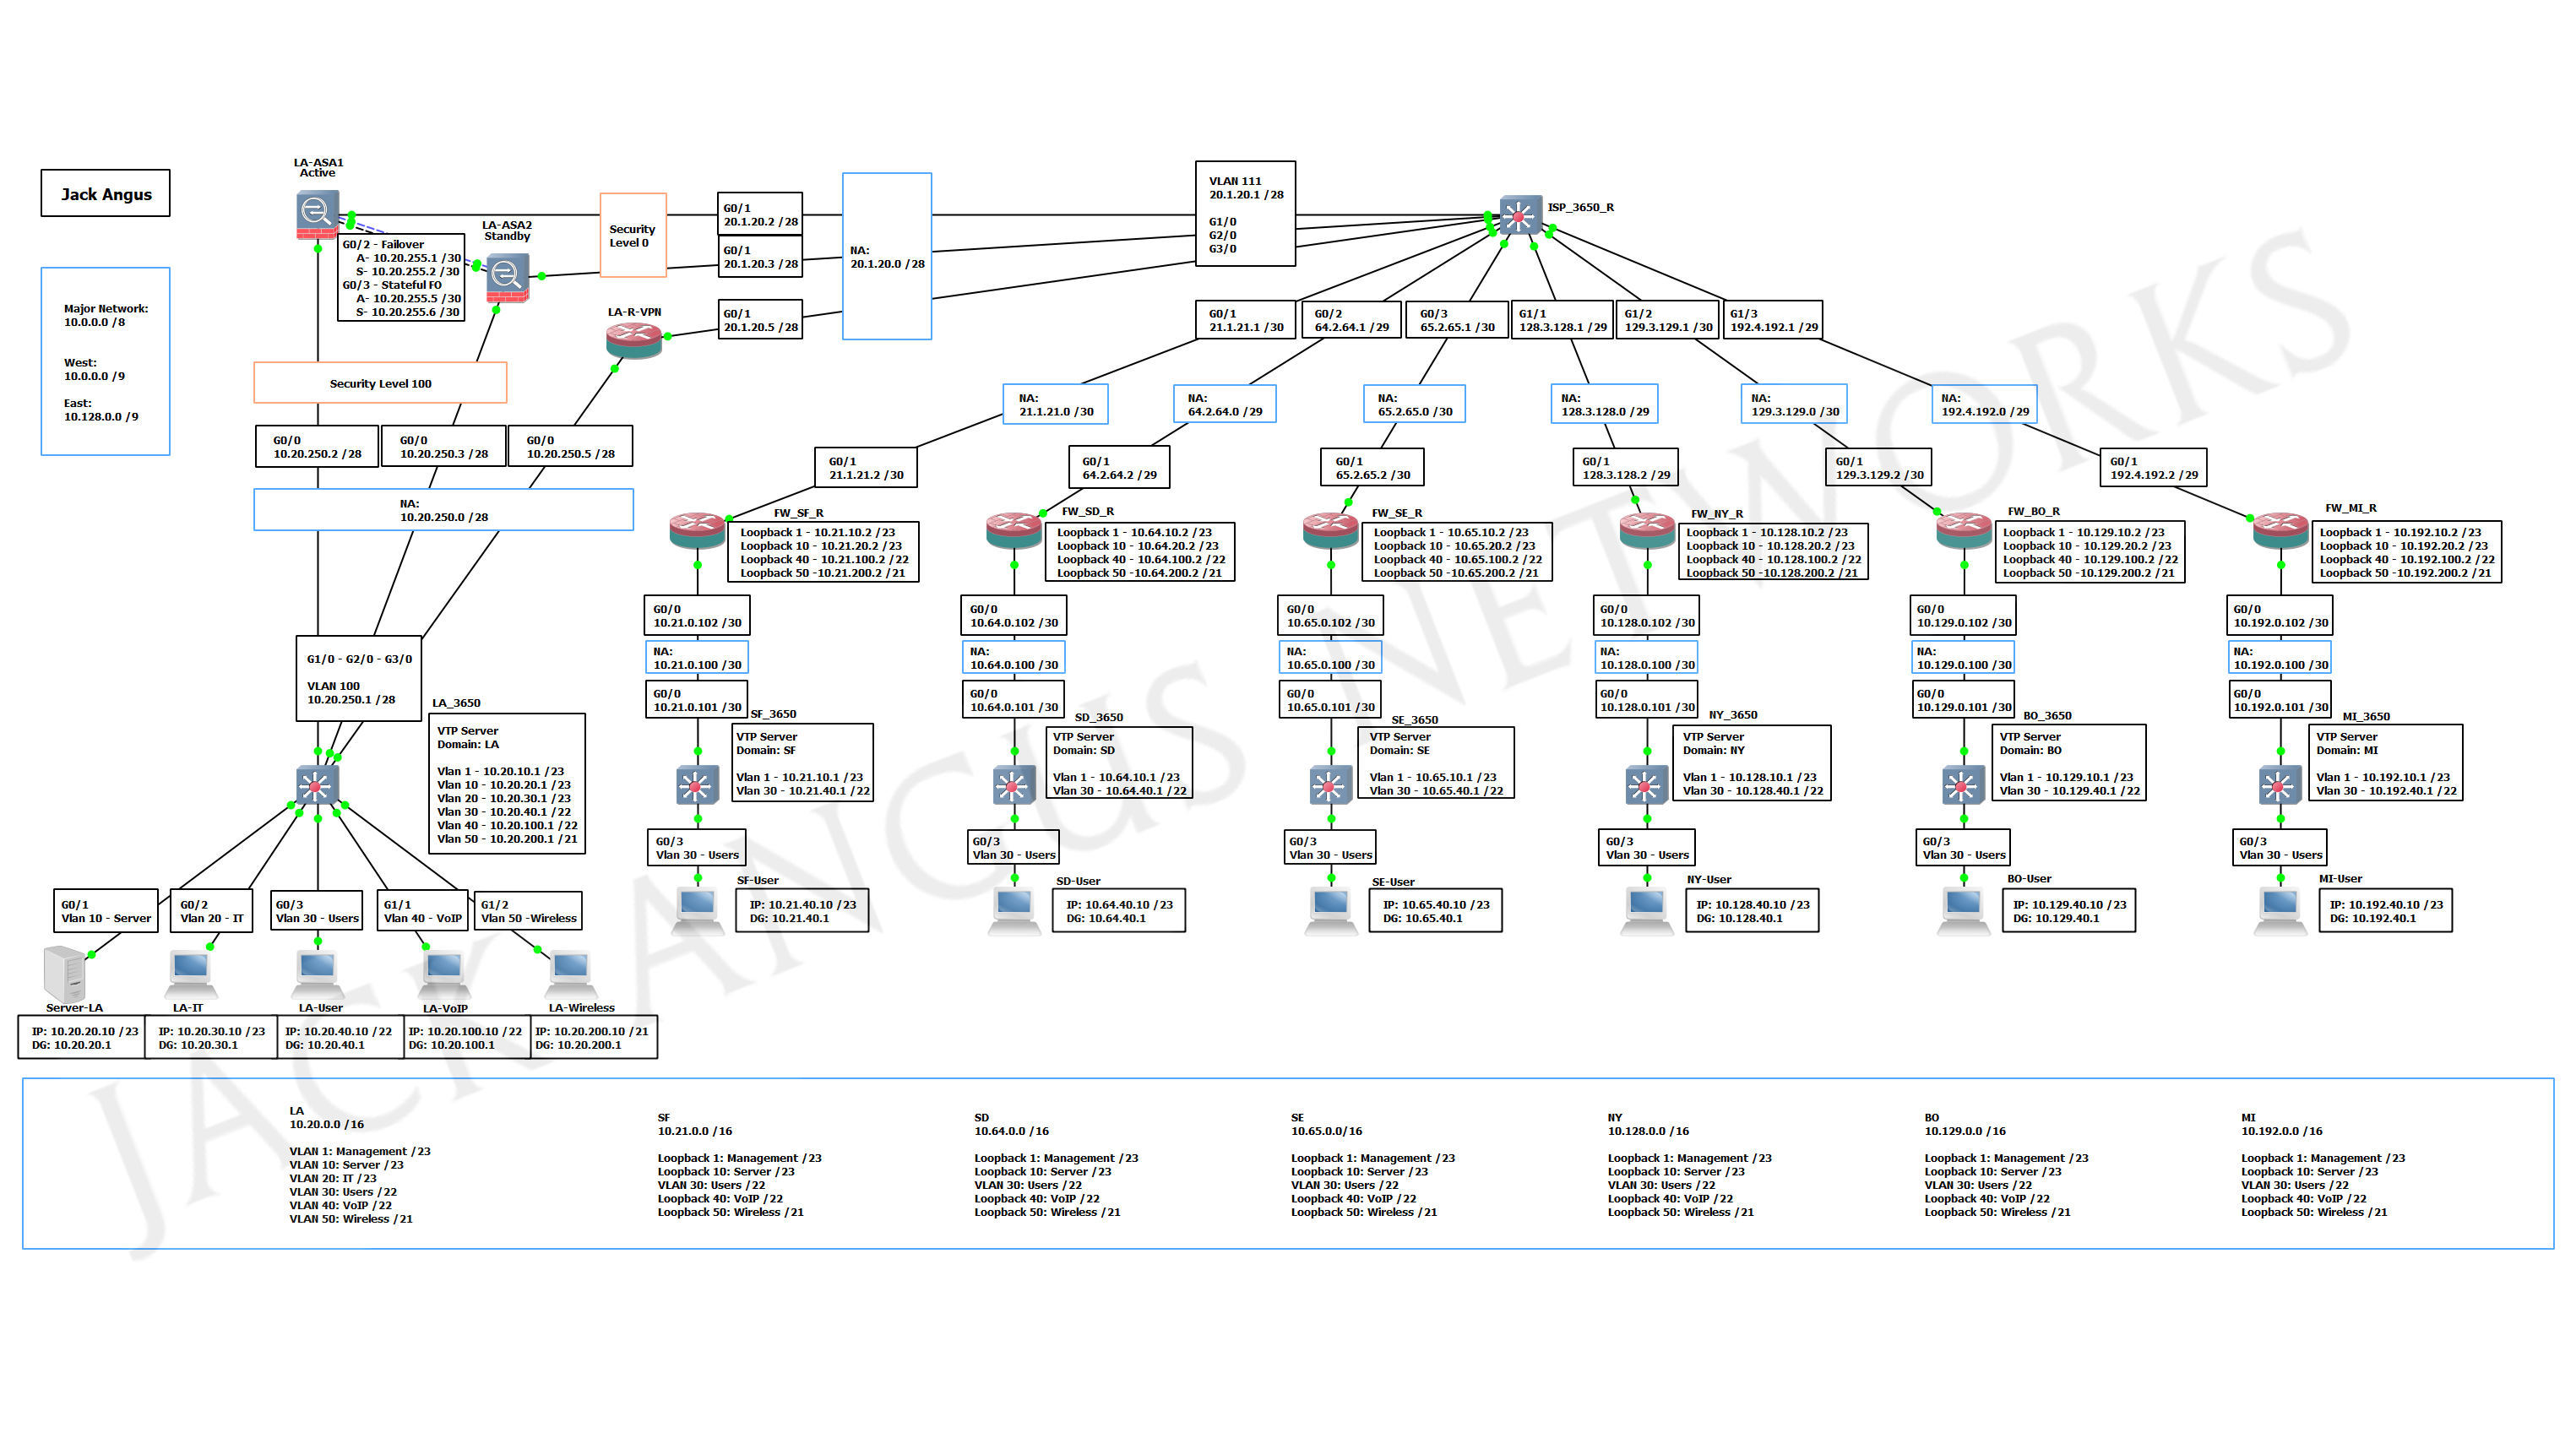 Jack Angus
Major Network:
10.0.0.0 /8
West:
10.0.0.0 /9
East:
10.128.0.0 /9
LA-ASA1
Active
G0/2 - Failover
A- 10.20.255.1 /30
S- 10.20.255.2 /30
G0/3 - Stateful FO
A- 10.20.255.5 /30
S- 10.20.255.6 /30
LA-ASA2
Standby
Security
Level 0
LA-R-VPN
G0/1
20.1.20.2 /28
G0/1
20.1.20.3 /28
G0/1
20.1.20.5 /28
NA:
20.1.20.0 /28
VLAN 111
20.1.20.1 /28
G1/0
G2/0
G3/0
ISP_3650_R
G0/1
21.1.21.1 /30
G0/2
64.2.64.1 /29
G0/3
65.2.65.1 /30
G1/1
128.3.128.1 /29
G1/2
129.3.129.1 /30
G1/3
192.4.192.1 /29
Security Level 100
G0/0
10.20.250.2 /28
G0/0
10.20.250.3 /28
G0/0
10.20.250.5 /28
NA:
10.20.250.0 /28
NA:
21.1.21.0 /30
NA:
64.2.64.0 /29
NA:
65.2.65.0 /30
NA:
128.3.128.0 /29
NA:
129.3.129.0 /30
NA:
192.4.192.0 /29
G0/1
21.1.21.2 /30
G0/1
64.2.64.2 /29
G0/1
65.2.65.2 /30
G0/1
128.3.128.2 /29
G0/1
129.3.129.2 /30
G0/1
192.4.192.2 /29
FW_SF_R
Loopback 1 - 10.21.10.2 /23
Loopback 10 - 10.21.20.2 /23
Loopback 40 - 10.21.100.2 /22
Loopback 50 -10.21.200.2 /21
FW_SD_R
Loopback 1 - 10.64.10.2 /23
Loopback 10 - 10.64.20.2 /23
Loopback 40 - 10.64.100.2 /22
Loopback 50 -10.64.200.2 /21
FW_SE_R
Loopback 1 - 10.65.10.2 /23
Loopback 10 - 10.65.20.2 /23
Loopback 40 - 10.65.100.2 /22
Loopback 50 -10.65.200.2 /21
FW_NY_R
Loopback 1 - 10.128.10.2 /23
Loopback 10 - 10.128.20.2 /23
Loopback 40 - 10.128.100.2 /22
Loopback 50 -10.128.200.2 /21
FW_BO_R
Loopback 1 - 10.129.10.2 /23
Loopback 10 - 10.129.20.2 /23
Loopback 40 - 10.129.100.2 /22
Loopback 50 -10.129.200.2 /21
FW_MI_R
Loopback 1 - 10.192.10.2 /23
Loopback 10 - 10.192.20.2 /23
Loopback 40 - 10.192.100.2 /22
Loopback 50 -10.192.200.2 /21
G0/0
10.21.0.102 /30
NA:
10.21.0.100 /30
G0/0
10.21.0.101 /30
G0/0
10.64.0.102 /30
NA:
10.64.0.100 /30
G0/0
10.64.0.101 /30
G0/0
10.65.0.102 /30
NA:
10.65.0.100 /30
G0/0
10.65.0.101 /30
G0/0
10.128.0.102 /30
NA:
10.128.0.100 /30
G0/0
10.128.0.101 /30
G0/0
10.129.0.102 /30
NA:
10.129.0.100 /30
G0/0
10.129.0.101 /30
G0/0
10.192.0.102 /30
NA:
10.192.0.100 /30
G0/0
10.192.0.101 /30
G1/0 - G2/0 - G3/0
VLAN 100
10.20.250.1 /28
LA_3650
VTP Server
Domain: LA
Vlan 1 - 10.20.10.1 /23
Vlan 10 - 10.20.20.1 /23
Vlan 20 - 10.20.30.1 /23
Vlan 30 - 10.20.40.1 /22
Vlan 40 - 10.20.100.1 /22
Vlan 50 - 10.20.200.1 /21
SF_3650
VTP Server
Domain: SF
Vlan 1 - 10.21.10.1 /23
Vlan 30 - 10.21.40.1 /22
SD_3650
VTP Server
Domain: SD
Vlan 1 - 10.64.10.1 /23
Vlan 30 - 10.64.40.1 /22
SE_3650
VTP Server
Domain: SE
Vlan 1 - 10.65.10.1 /23
Vlan 30 - 10.65.40.1 /22
NY_3650
VTP Server
Domain: NY
Vlan 1 - 10.128.10.1 /23
Vlan 30 - 10.128.40.1 /22
BO_3650
VTP Server
Domain: BO
Vlan 1 - 10.129.10.1 /23
Vlan 30 - 10.129.40.1 /22
MI_3650
VTP Server
Domain: MI
Vlan 1 - 10.192.10.1 /23
Vlan 30 - 10.192.40.1 /22
G0/1
Vlan 10 - Server
G0/2
Vlan 20 - IT
G0/3
Vlan 30 - Users
G1/1
Vlan 40 - VoIP
G1/2
Vlan 50 -Wireless
G0/3
Vlan 30 - Users
G0/3
Vlan 30 - Users
G0/3
Vlan 30 - Users
G0/3
Vlan 30 - Users
G0/3
Vlan 30 - Users
G0/3
Vlan 30 - Users
SF-User
IP: 10.21.40.10 /23
DG: 10.21.40.1
SD-User
IP: 10.64.40.10 /23
DG: 10.64.40.1
SE-User
IP: 10.65.40.10 /23
DG: 10.65.40.1
NY-User
IP: 10.128.40.10 /23
DG: 10.128.40.1
BO-User
IP: 10.129.40.10 /23
DG: 10.129.40.1
MI-User
IP: 10.192.40.10 /23
DG: 10.192.40.1
Server-LA
IP: 10.20.20.10 /23
DG: 10.20.20.1
LA-IT
IP: 10.20.30.10 /23
DG: 10.20.30.1
LA-User
IP: 10.20.40.10 /22
DG: 10.20.40.1
LA-VoIP
IP: 10.20.100.10 /22
DG: 10.20.100.1
LA-Wireless
IP: 10.20.200.10 /21
DG: 10.20.200.1
LA
10.20.0.0 /16
VLAN 1: Management /23
VLAN 10: Server /23
VLAN 20: IT /23
VLAN 30: Users /22
VLAN 40: VoIP /22
VLAN 50: Wireless /21
SF
10.21.0.0 /16
Loopback 1: Management /23
Loopback 10: Server /23
VLAN 30: Users /22
Loopback 40: VoIP /22
Loopback 50: Wireless /21
SD
10.64.0.0 /16
Loopback 1: Management /23
Loopback 10: Server /23
VLAN 30: Users /22
Loopback 40: VoIP /22
Loopback 50: Wireless /21
SE
10.65.0.0/16
Loopback 1: Management /23
Loopback 10: Server /23
VLAN 30: Users /22
Loopback 40: VoIP /22
Loopback 50: Wireless /21
NY
10.128.0.0 /16
Loopback 1: Management /23
Loopback 10: Server /23
VLAN 30: Users /22
Loopback 40: VoIP /22
Loopback 50: Wireless /21
BO
10.129.0.0 /16
Loopback 1: Management /23
Loopback 10: Server /23
VLAN 30: Users /22
Loopback 40: VoIP /22
Loopback 50: Wireless /21
MI
10.192.0.0 /16
Loopback 1: Management /23
Loopback 10: Server /23
VLAN 30: Users /22
Loopback 40: VoIP /22
Loopback 50: Wireless /21
JACK ANGUS NETWORKS